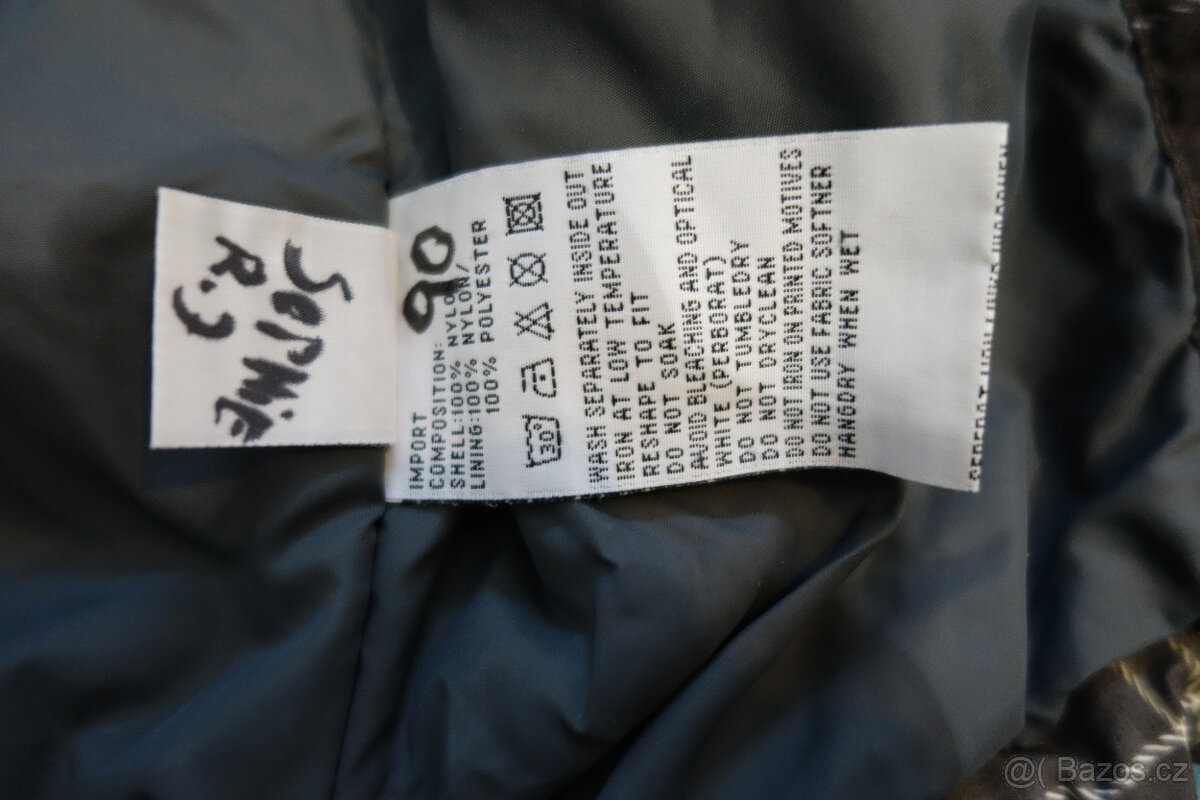 SOPHIE
R.J
90
IMPORT
COMPOSITION:
SHELL:100% NYLON/
LINING:100% NYLON/
100% POLYESTER
30°
WASH SEPARATELY INSIDE OUT
IRON AT LOW TEMPERATURE
RESHAPE TO FIT
DO NOT SOAK
AVOID BLEACHING AND OPTICAL
WHITE (PERBORAT)
DO NOT TUMBLEDRY
DO NOT DRYCLEAN
DO NOT IRON ON PRINTED MOTIVES
DO NOT USE FABRIC SOFTNER
HANGDRY WHEN WET
@( Bazos.cz